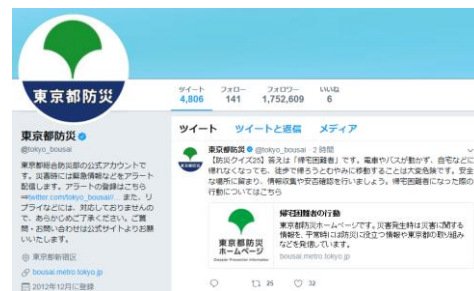 東京都防災
ツイート フォロー フォロワー いいね
4,806 141 1,752,609 6
東京都防災
@tokyo_bousai
東京都総合防災部の公式アカウントで
す。災害時には緊急情報などをアラート
配信します。アラートの登録はこちら
⇒twitter.com/tokyo_bousai/… また、リ
プライなどには、対応しておりませんの
で、あらかじめご了承ください。ご質
問・お問い合わせは公式サイトよりお願
いいたします。
東京都新宿区
bousai.metro.tokyo.jp
2012年12月に登録
ツイート ツイートと返信 メディア
東京都防災 @tokyo_bousai · 2 時間
【防災クイズ25】答えは「帰宅困難者」です。電車やバスが動かず、自宅などに
帰れなくなっても、徒歩で帰ろうとむやみに移動することは大変危険です。安全
な場所に留まり、情報収集や安否確認を行いましょう。帰宅困難者になった際の
行動についてはこちら
東京都防災
ホームページ
Disaster Prevention Information
帰宅困難者の行動
東京都防災ホームページです。災害発生時は災害に関する
情報を、平常時にはお防災に役立つ情報や東京都の取り組み
などを発信しています。
bousai.metro.tokyo.jp
25 32